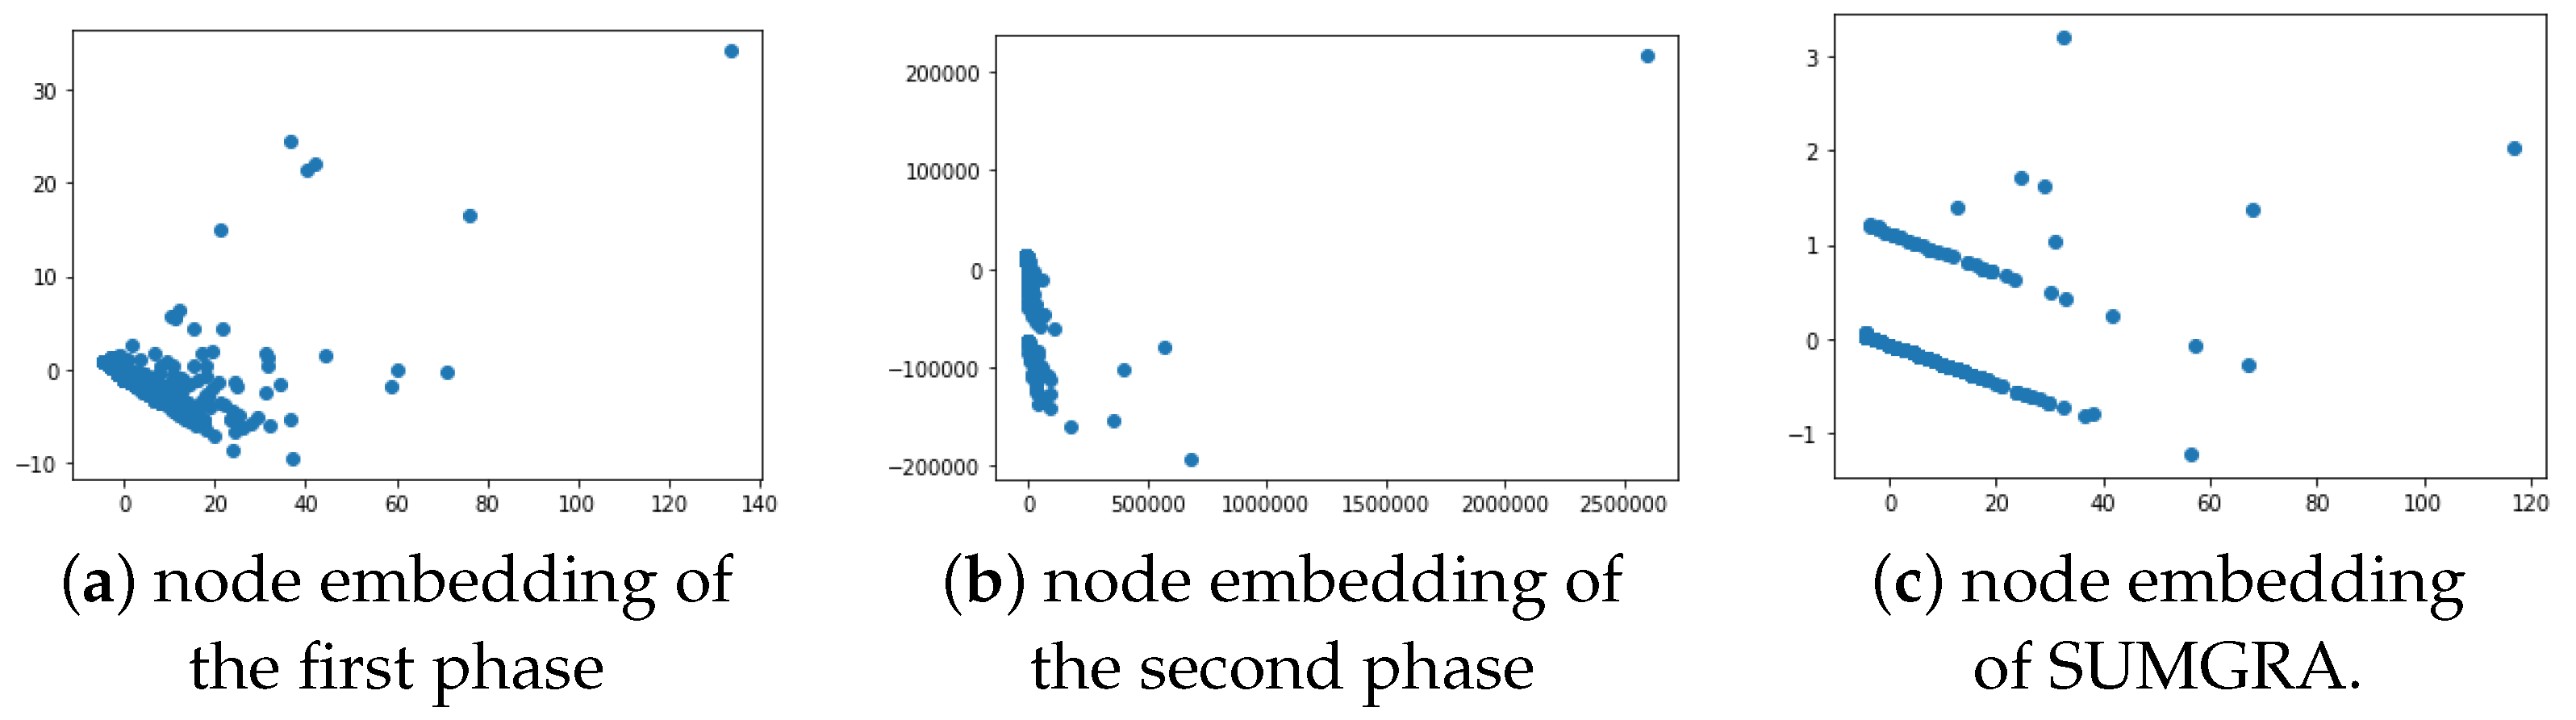 30
20
10
0
−10
0 20 40 60 80 100 120 140
(a) node embedding of
the first phase
200000
100000
0
−100000
−200000
0 500000 1000000 1500000 2000000 2500000
(b) node embedding of
the second phase
3
2
1
0
−1
0 20 40 60 80 100 120
(c) node embedding
of SUMGRA.